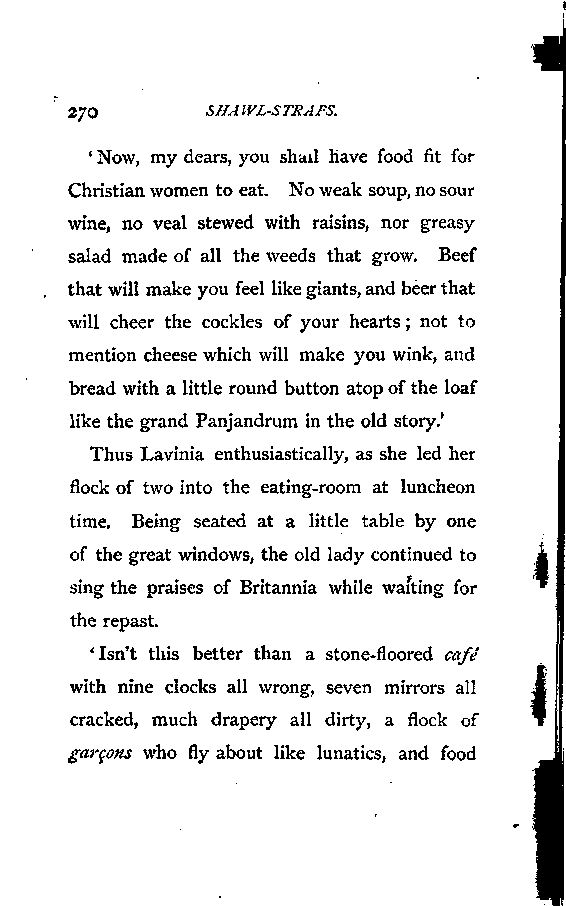 270 SHAWL-STRAPS.
‘Now, my dears, you shall have food fit for
Christian women to eat. No weak soup, no sour
wine, no veal stewed with raisins, nor greasy
salad made of all the weeds that grow. Beef
that will make you feel like giants, and beer that
will cheer the cockles of your hearts; not to
mention cheese which will make you wink, and
bread with a little round button atop of the loaf
like the grand Panjandrum in the old story.’
Thus Lavinia enthusiastically, as she led her
flock of two into the eating-room at luncheon
time. Being seated at a little table by one
of the great windows, the old lady continued to
sing the praises of Britannia while waiting for
the repast.
‘Isn’t this better than a stone-floored café
with nine clocks all wrong, seven mirrors all
cracked, much drapery all dirty, a flock of
garçons who fly about like lunatics, and food